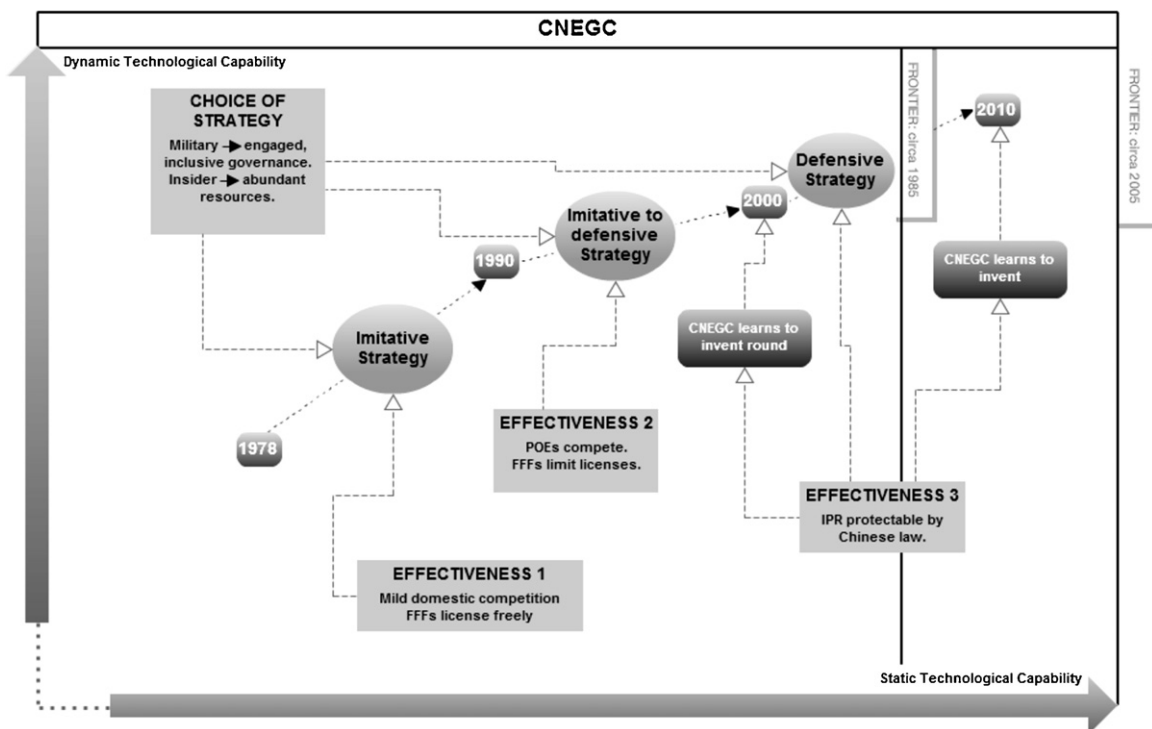 CNEGC
Dynamic Technological Capability
CHOICE OF
STRATEGY
Military → engaged,
inclusive governance.
Insider → abundant
resources.
FRONTIER: circa 1985
2010
FRONTIER: circa 2005
Defensive
Strategy
2000
Imitative to
defensive
Strategy
1990
CNEGC learns to
invent
CNEGC learns to
invent round
Imitative
Strategy
1978
EFFECTIVENESS 2
POEs compete.
FFFs limit licenses.
EFFECTIVENESS 3
IPR protectable by
Chinese law.
EFFECTIVENESS 1
Mild domestic competition
FFFs license freely
Static Technological Capability